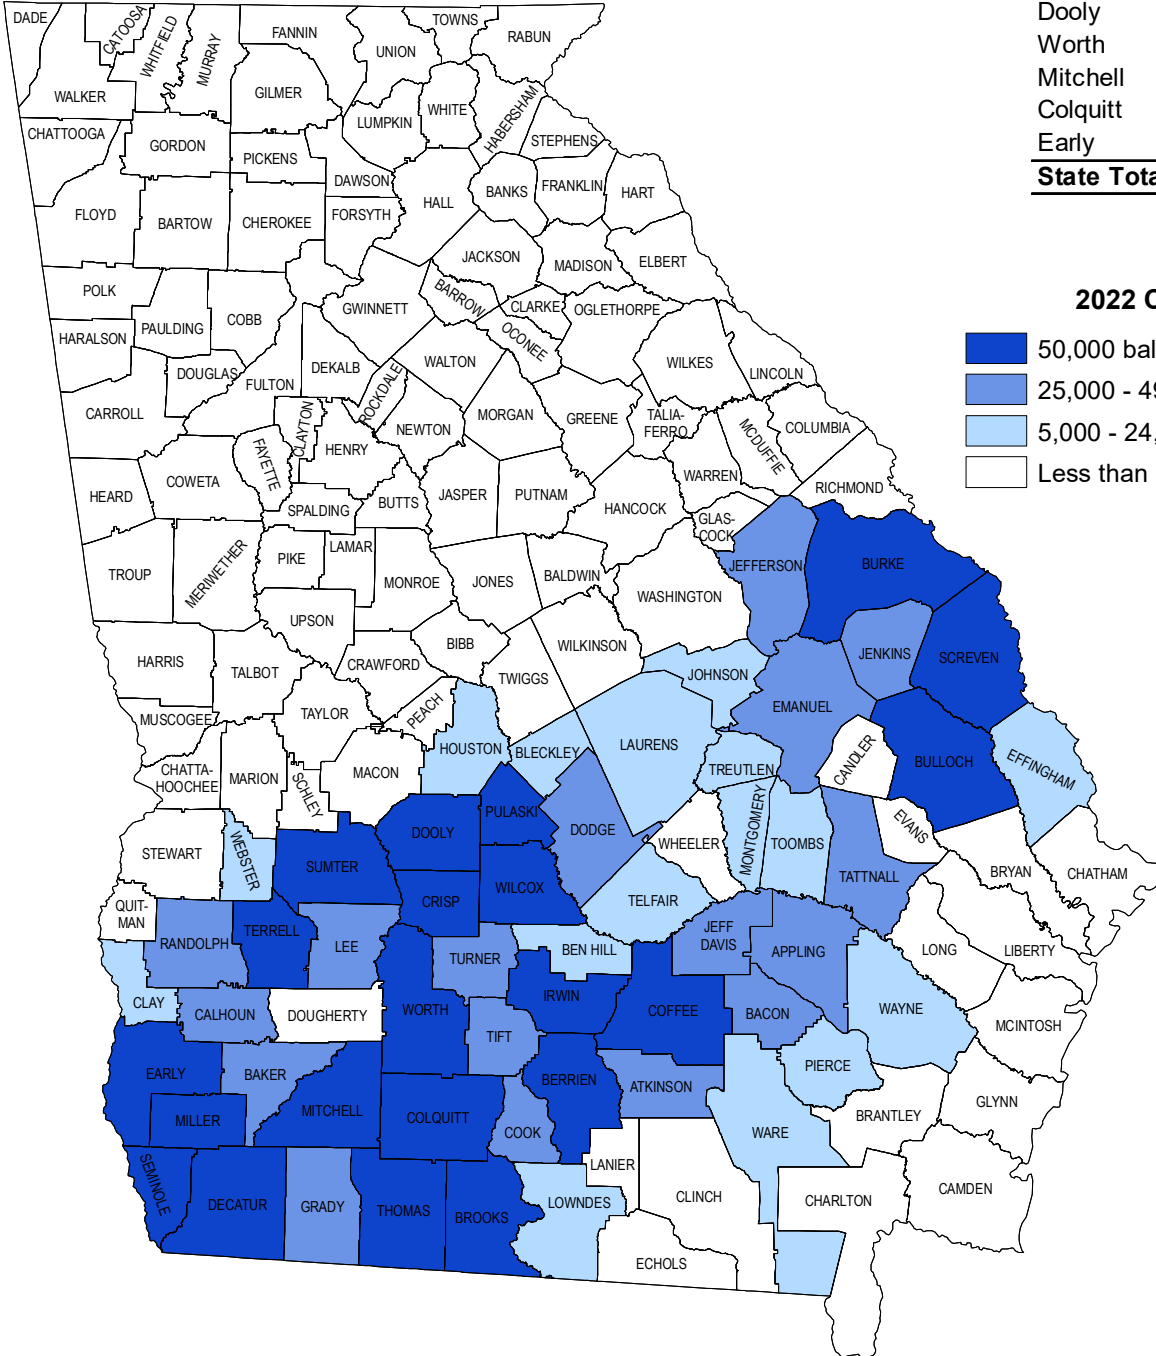 Dooly
Worth
Mitchell
Colquitt
Early
State Tota
2022 C
50,000 bal
25,000 - 49
5,000 - 24,
Less than
DADE
CATOOSA
WHITFIELD
MURRAY
FANNIN
UNION
TOWNS
RABUN
WALKER
GILMER
LUMPKIN
WHITE
HABERSHAM
STEPHENS
CHATTOOGA
GORDON
PICKENS
DAWSON
HALL
BANKS
FRANKLIN
HART
FLOYD
BARTOW
CHEROKEE
FORSYTH
JACKSON
MADISON
ELBERT
POLK
HARALSON
PAULDING
COBB
GWINNETT
BARROW
CLARKE
OCONEE
OGLETHORPE
DOUGLAS
FULTON
DEKALB
ROCKDALE
WALTON
WILKES
LINCOLN
CARROLL
CLAYTON
HENRY
NEWTON
MORGAN
GREENE
TALIA-
FERRO
MCDUFFIE
COLUMBIA
HEARD
COWETA
FAYETTE
SPALDING
BUTTS
JASPER
PUTNAM
HANCOCK
WARREN
RICHMOND
GLAS-
COCK
TROUP
MERIWETHER
PIKE
LAMAR
MONROE
JONES
BALDWIN
WASHINGTON
JEFFERSON
BURKE
UPSON
HARRIS
TALBOT
CRAWFORD
BIBB
TWIGGS
WILKINSON
JOHNSON
JENKINS
SCREVEN
MUSCOGEE
TAYLOR
PEACH
HOUSTON
BLECKLEY
LAURENS
EMANUEL
TREUTLEN
CANDLER
BULLOCH
EFFINGHAM
CHATTA-
HOOCHEE
MARION
SCHLEY
MACON
DOOLY
PULASKI
DODGE
WHEELER
MONTGOMERY
TOOMBS
EVANS
TATTNALL
BRYAN
CHATHAM
STEWART
WEBSTER
SUMTER
CRISP
WILCOX
TELFAIR
QUIT-
MAN
RANDOLPH
TERRELL
LEE
TURNER
BEN HILL
JEFF
DAVIS
APPLING
LONG
LIBERTY
CLAY
CALHOUN
DOUGHERTY
WORTH
TIFT
IRWIN
COFFEE
BACON
WAYNE
MCINTOSH
EARLY
BAKER
MILLER
MITCHELL
COLQUITT
COOK
BERRIEN
ATKINSON
PIERCE
WARE
BRANTLEY
GLYNN
SEMINOLE
DECATUR
GRADY
THOMAS
BROOKS
LOWNDES
LANIER
CLINCH
ECHOLS
CHARLTON
CAMDEN